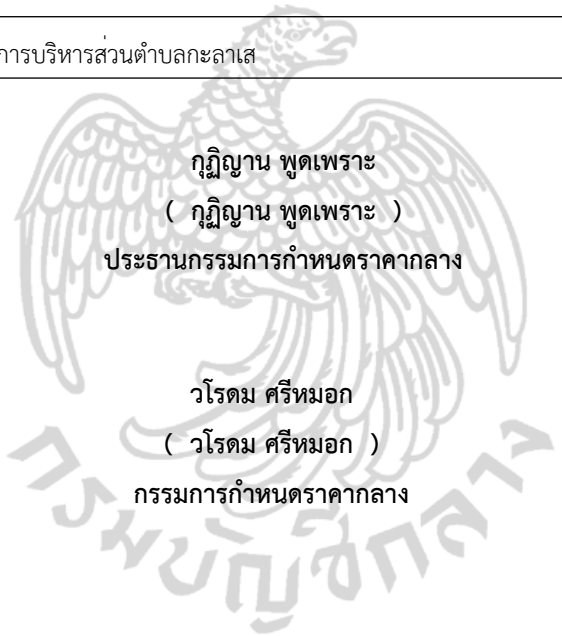 การบริหารส่วนตำบลกะลาเส
กุฏิญาน พูดเพราะ
( กุฏิญาน พูดเพราะ )
ประธานกรรมการกำหนดราคากลาง
วโรดม ศรีหมอก
( วโรดม ศรีหมอก )
กรรมการกำหนดราคากลาง
กรมบัญชีกลาง